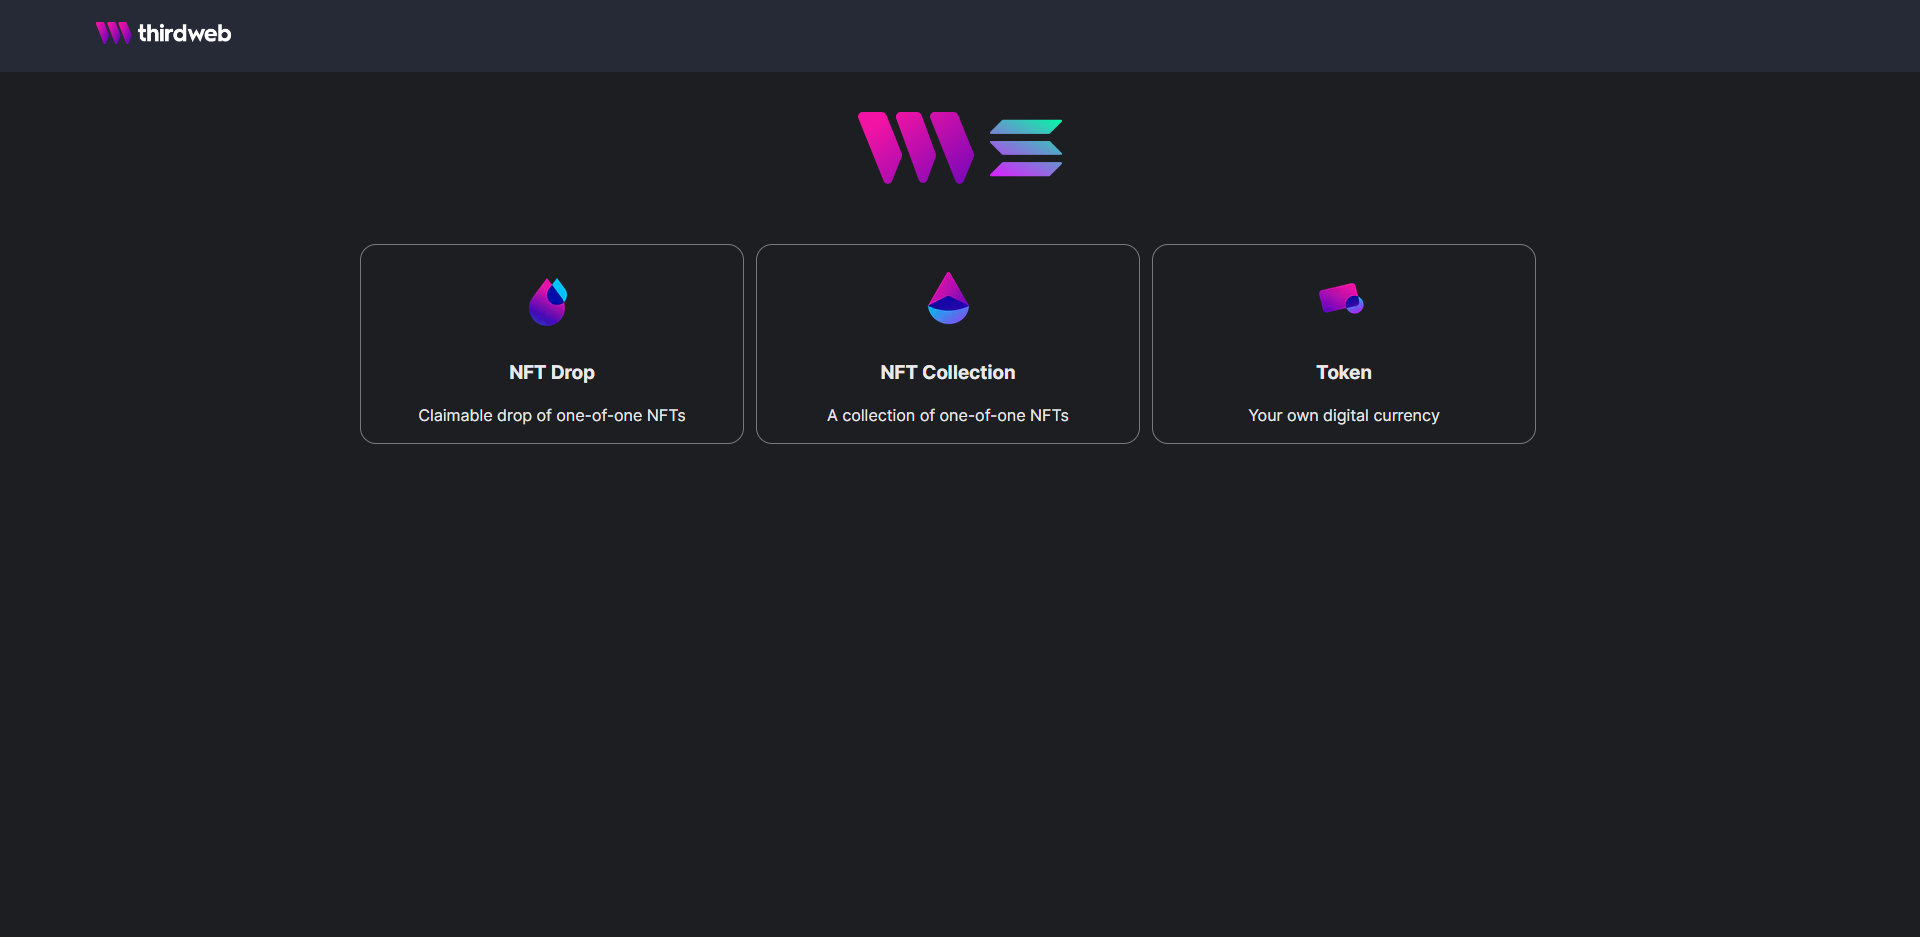 thirdweb
NFT Drop
Claimable drop of one-of-one NFTs
NFT Collection
A collection of one-of-one NFTs
Token
Your own digital currency